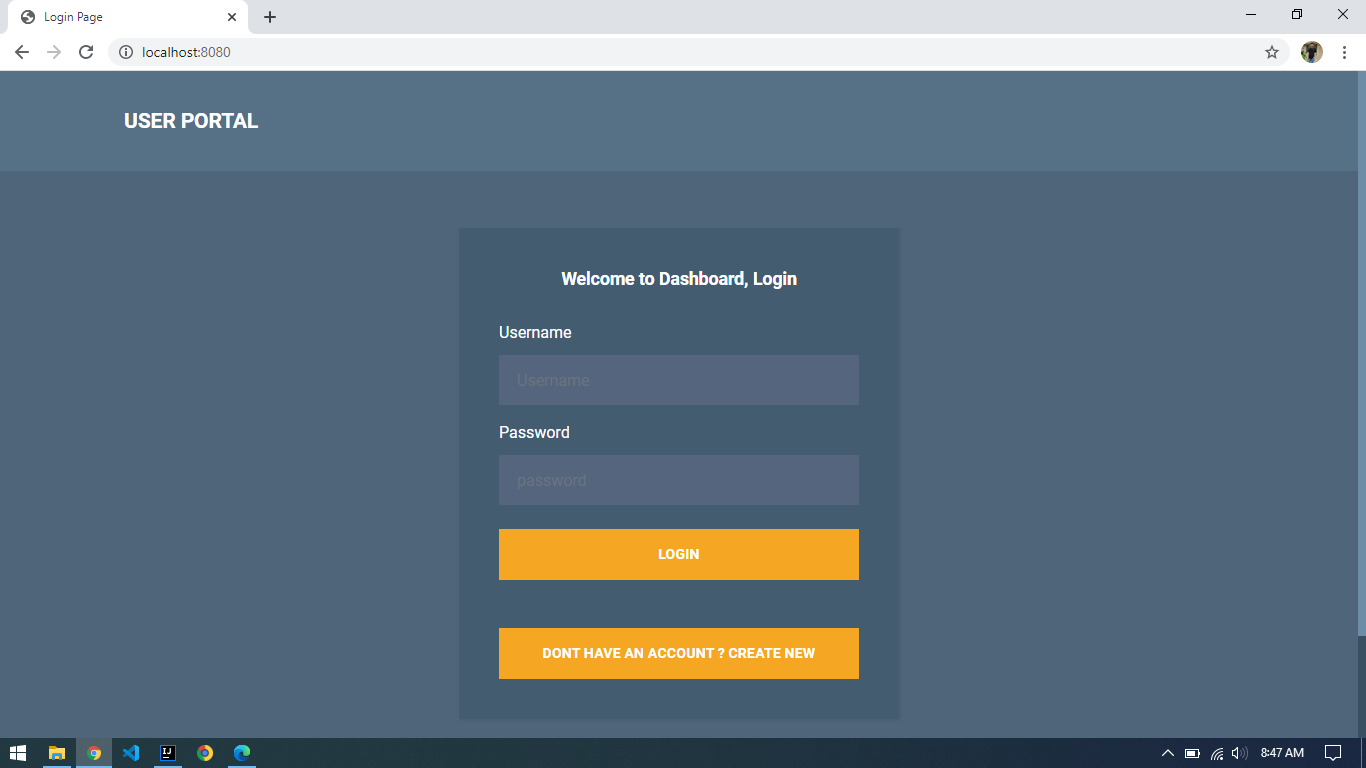 Login Page
localhost:8080
USER PORTAL
Welcome to Dashboard, Login
Username
Username
Password
password
LOGIN
DONT HAVE AN ACCOUNT ? CREATE NEW
IJ
8:47 AM